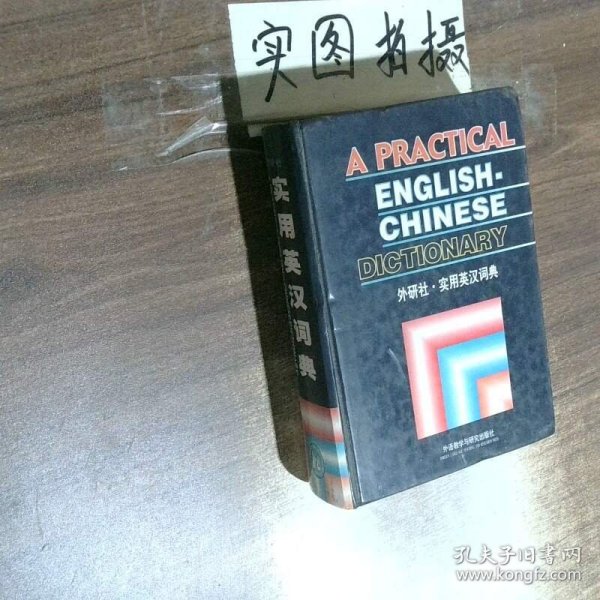 实图拍摄
A PRACTICAL
ENGLISH-
CHINESE
DICTIONARY
外研社·实用英汉词典
外语教学与研究出版社
实用英汉词典
孔夫子旧书网
www.kongfz.com